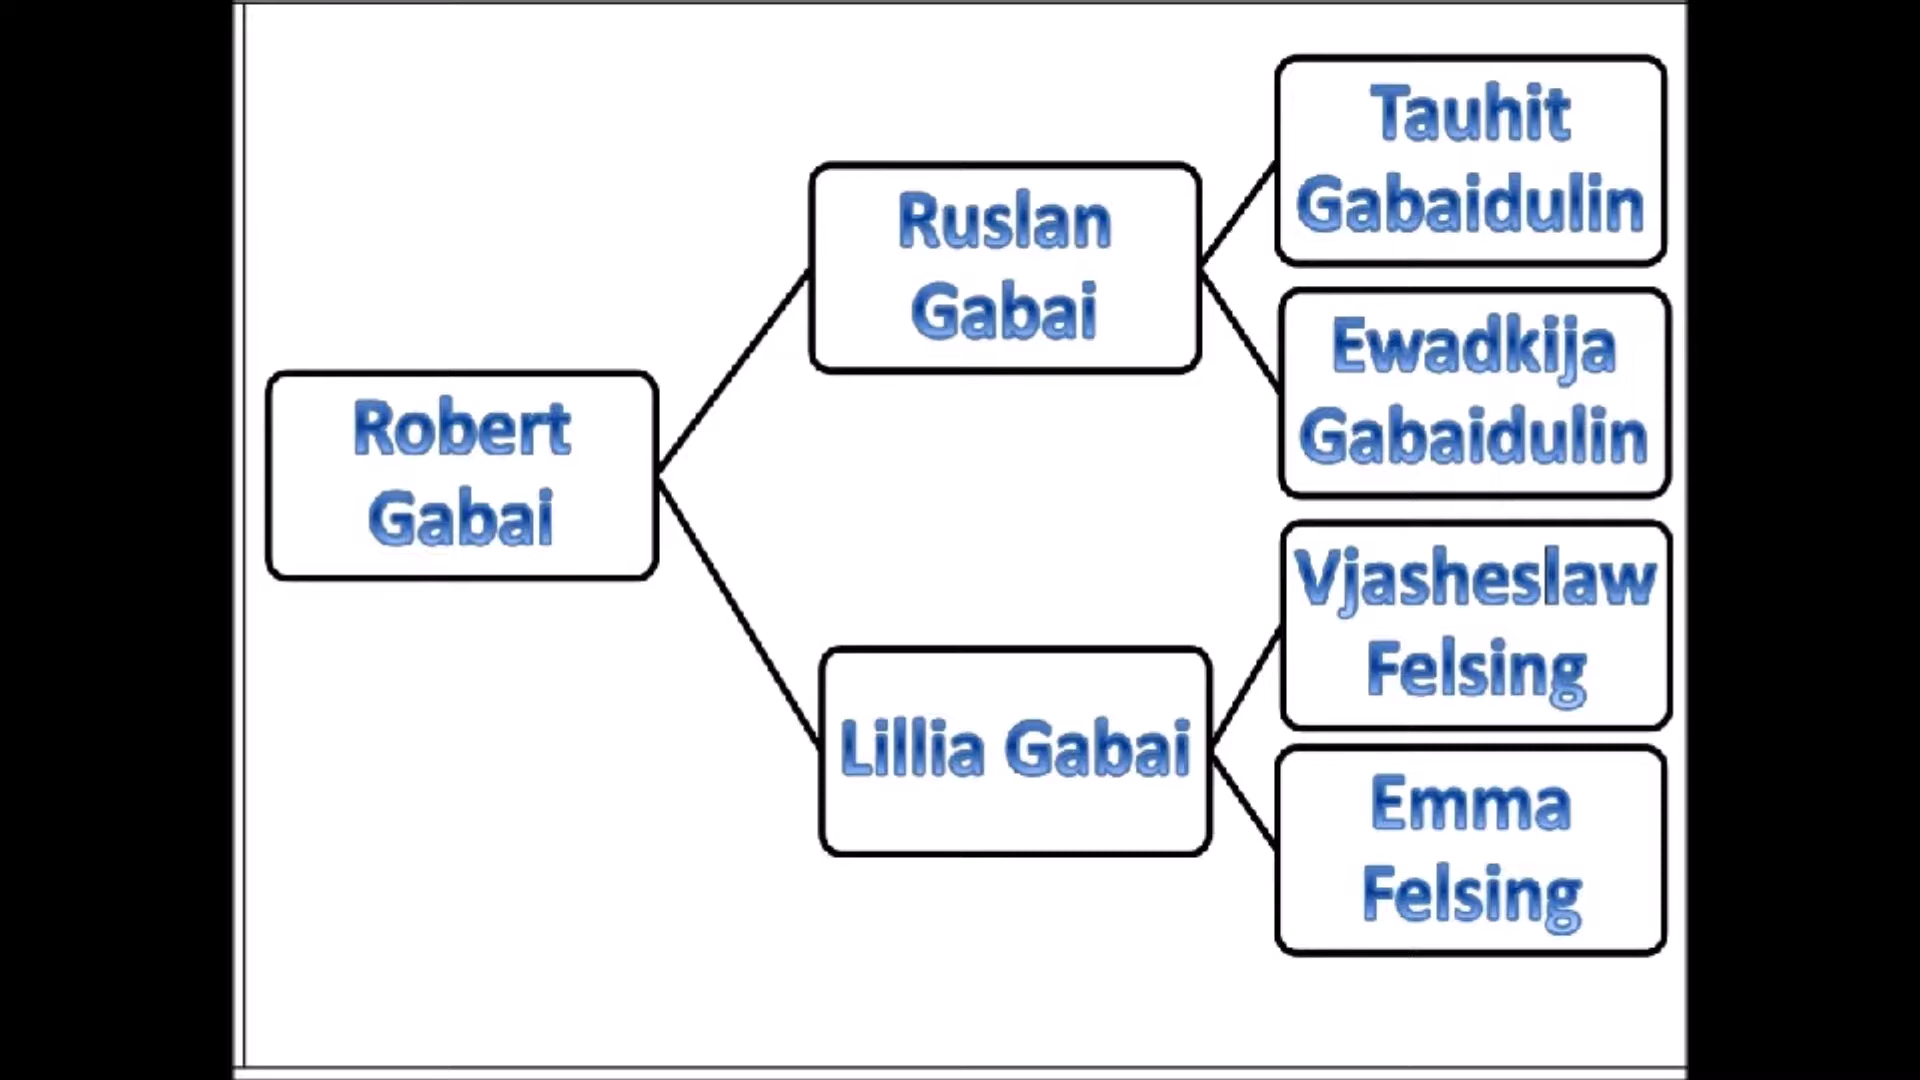 Tauhit
Gabaidulin
Ruslan
Gabai
Ewadkija
Gabaidulin
Robert
Gabai
Vjasheslaw
Felsing
Lillia Gabai
Emma
Felsing